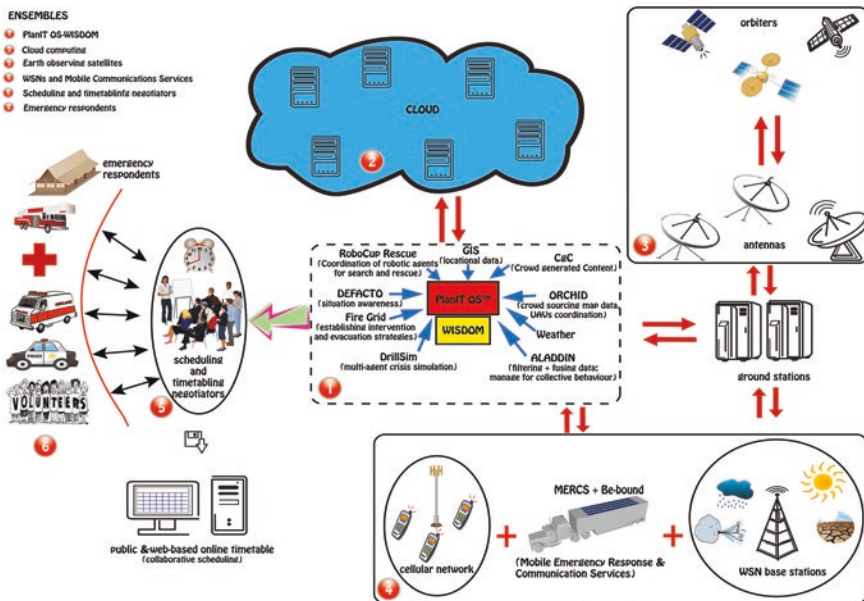 ENSEMBLES
PlanIT OS-WISDOM
Cloud computing
Earth observing satellites
WSNs and Mobile Communications Services
Scheduling and timetablinfg negotiators
Emergency respondents
emergency
respondents
CLOUD
2
orbiters
3
antennas
ground stations
RoboCup Rescue
(Coordination of robotic agents
for search and rescue)
GIS
(locational data)
CgC
(Crowd generated Content)
DEFACTO
(situation awareness)
PlanIT OS™
WISDOM
ORCHID
(crowd sourcing map data,
UAVs coordination)
Fire Grid
(establishing intervention
and evacuation strategies)
Weather
DrillSim
(multi-agent crisis simulation)
ALADDIN
(filtering + fusing data;
manage for collective behaviour)
1
scheduling
and
timetabling
negotiators
5
POLICE
VOLUNTEERS
6
public &web-based online timetable
(collaborative scheduling)
cellular network
4
MERCS + Be-bound
(Mobile Emergency Response &
Communication Services)
WSN base stations